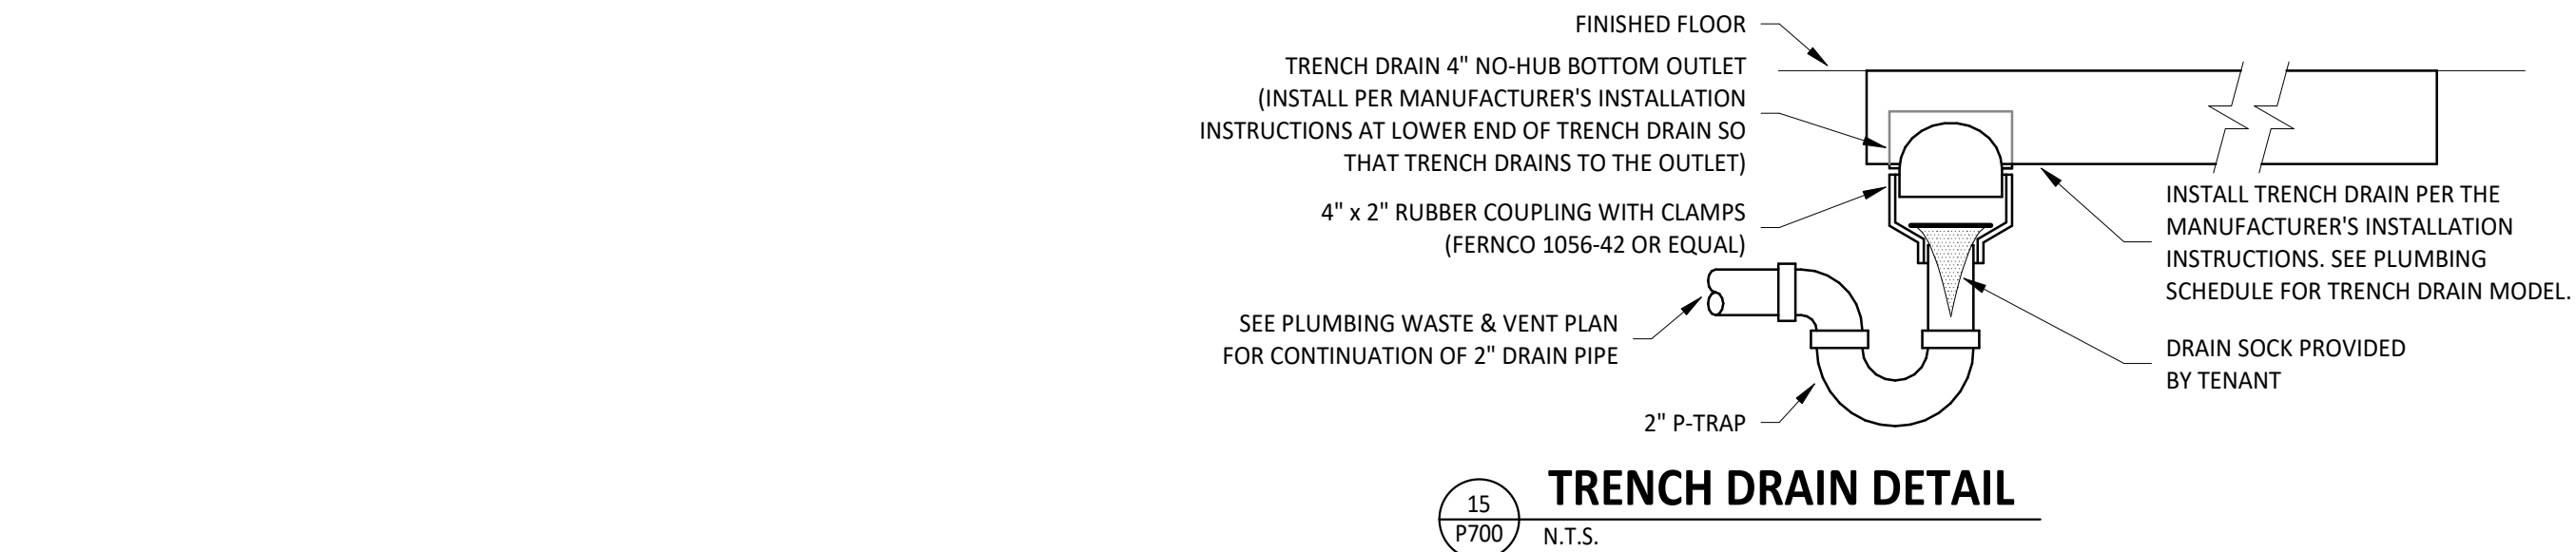 FINISHED FLOOR
TRENCH DRAIN 4" NO-HUB BOTTOM OUTLET
(INSTALL PER MANUFACTURER'S INSTALLATION
INSTRUCTIONS AT LOWER END OF TRENCH DRAIN SO
THAT TRENCH DRAINS TO THE OUTLET)
4" x 2" RUBBER COUPLING WITH CLAMPS
(FERNCO 1056-42 OR EQUAL)
SEE PLUMBING WASTE & VENT PLAN
FOR CONTINUATION OF 2" DRAIN PIPE
2" P-TRAP
INSTALL TRENCH DRAIN PER THE
MANUFACTURER'S INSTALLATION
INSTRUCTIONS. SEE PLUMBING
SCHEDULE FOR TRENCH DRAIN MODEL.
DRAIN SOCK PROVIDED
BY TENANT
15
P700
TRENCH DRAIN DETAIL
N.T.S.